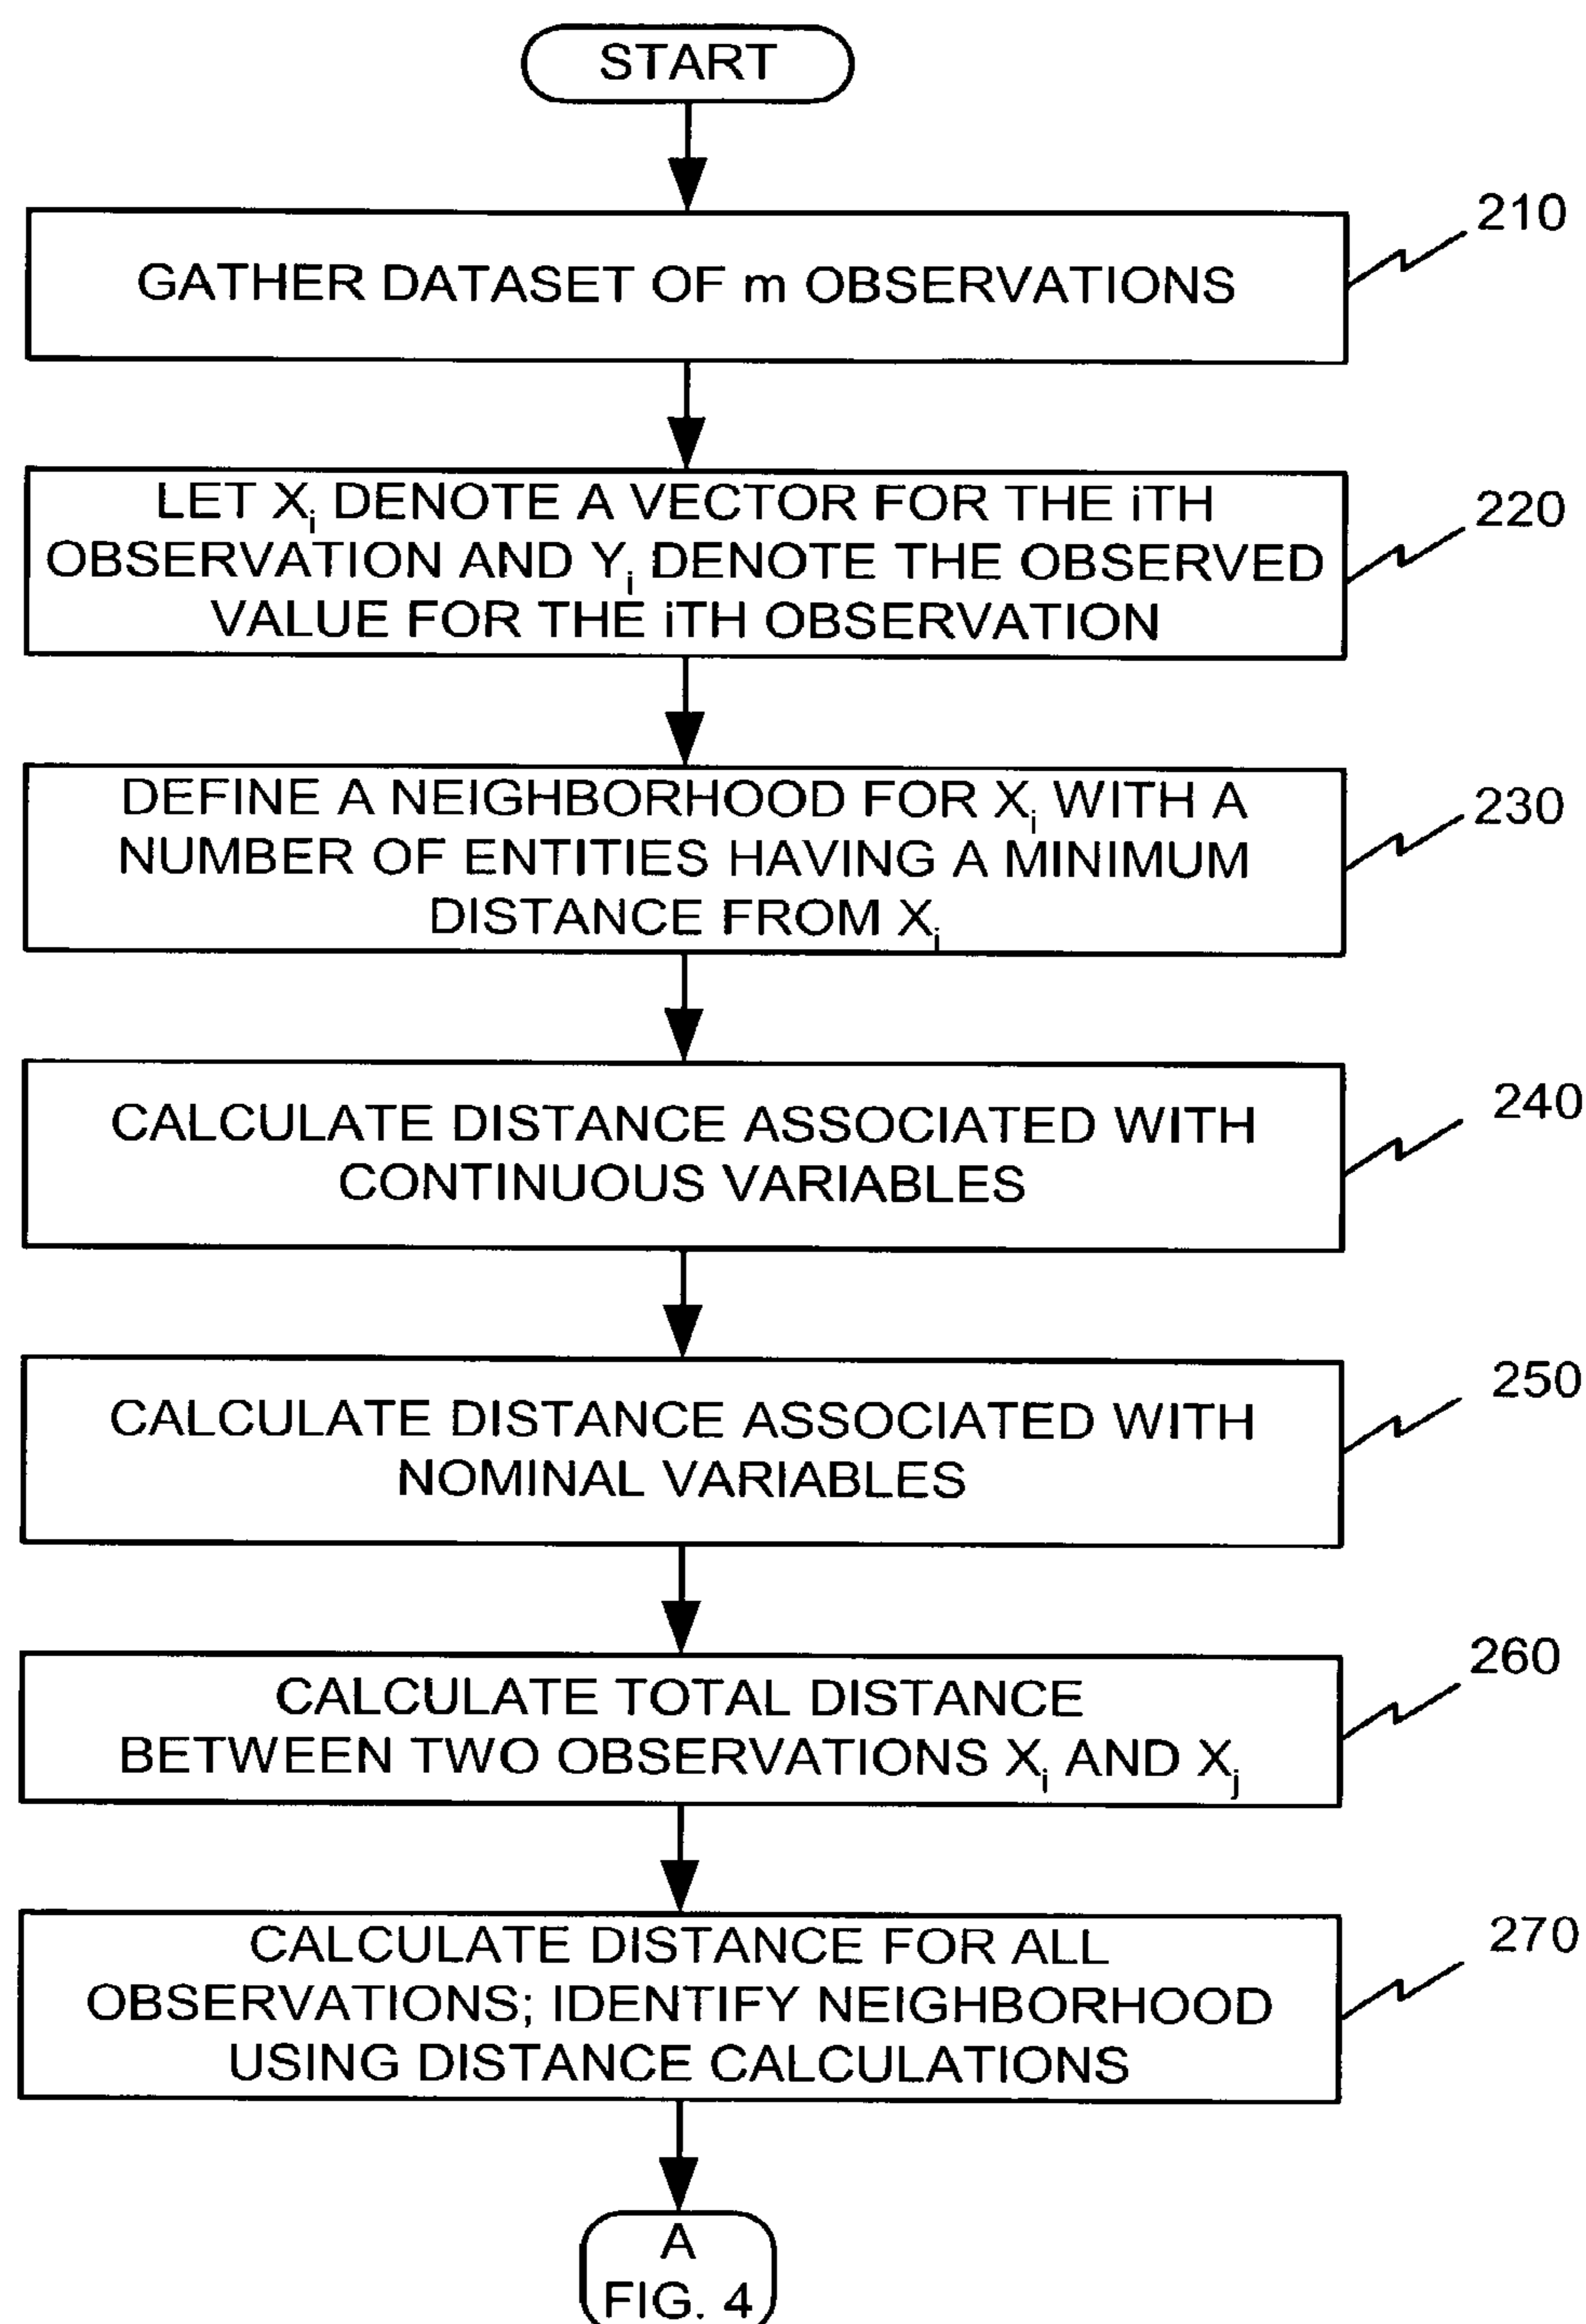 START
GATHER DATASET OF m OBSERVATIONS
210
LET Xi DENOTE A VECTOR FOR THE iTH
OBSERVATION AND Yi DENOTE THE OBSERVED
VALUE FOR THE iTH OBSERVATION
220
DEFINE A NEIGHBORHOOD FOR Xi WITH A
NUMBER OF ENTITIES HAVING A MINIMUM
DISTANCE FROM Xi
230
CALCULATE DISTANCE ASSOCIATED WITH
CONTINUOUS VARIABLES
240
CALCULATE DISTANCE ASSOCIATED WITH
NOMINAL VARIABLES
250
CALCULATE TOTAL DISTANCE
BETWEEN TWO OBSERVATIONS Xi AND Xj
260
CALCULATE DISTANCE FOR ALL
OBSERVATIONS; IDENTIFY NEIGHBORHOOD
USING DISTANCE CALCULATIONS
270
A
FIG. 4